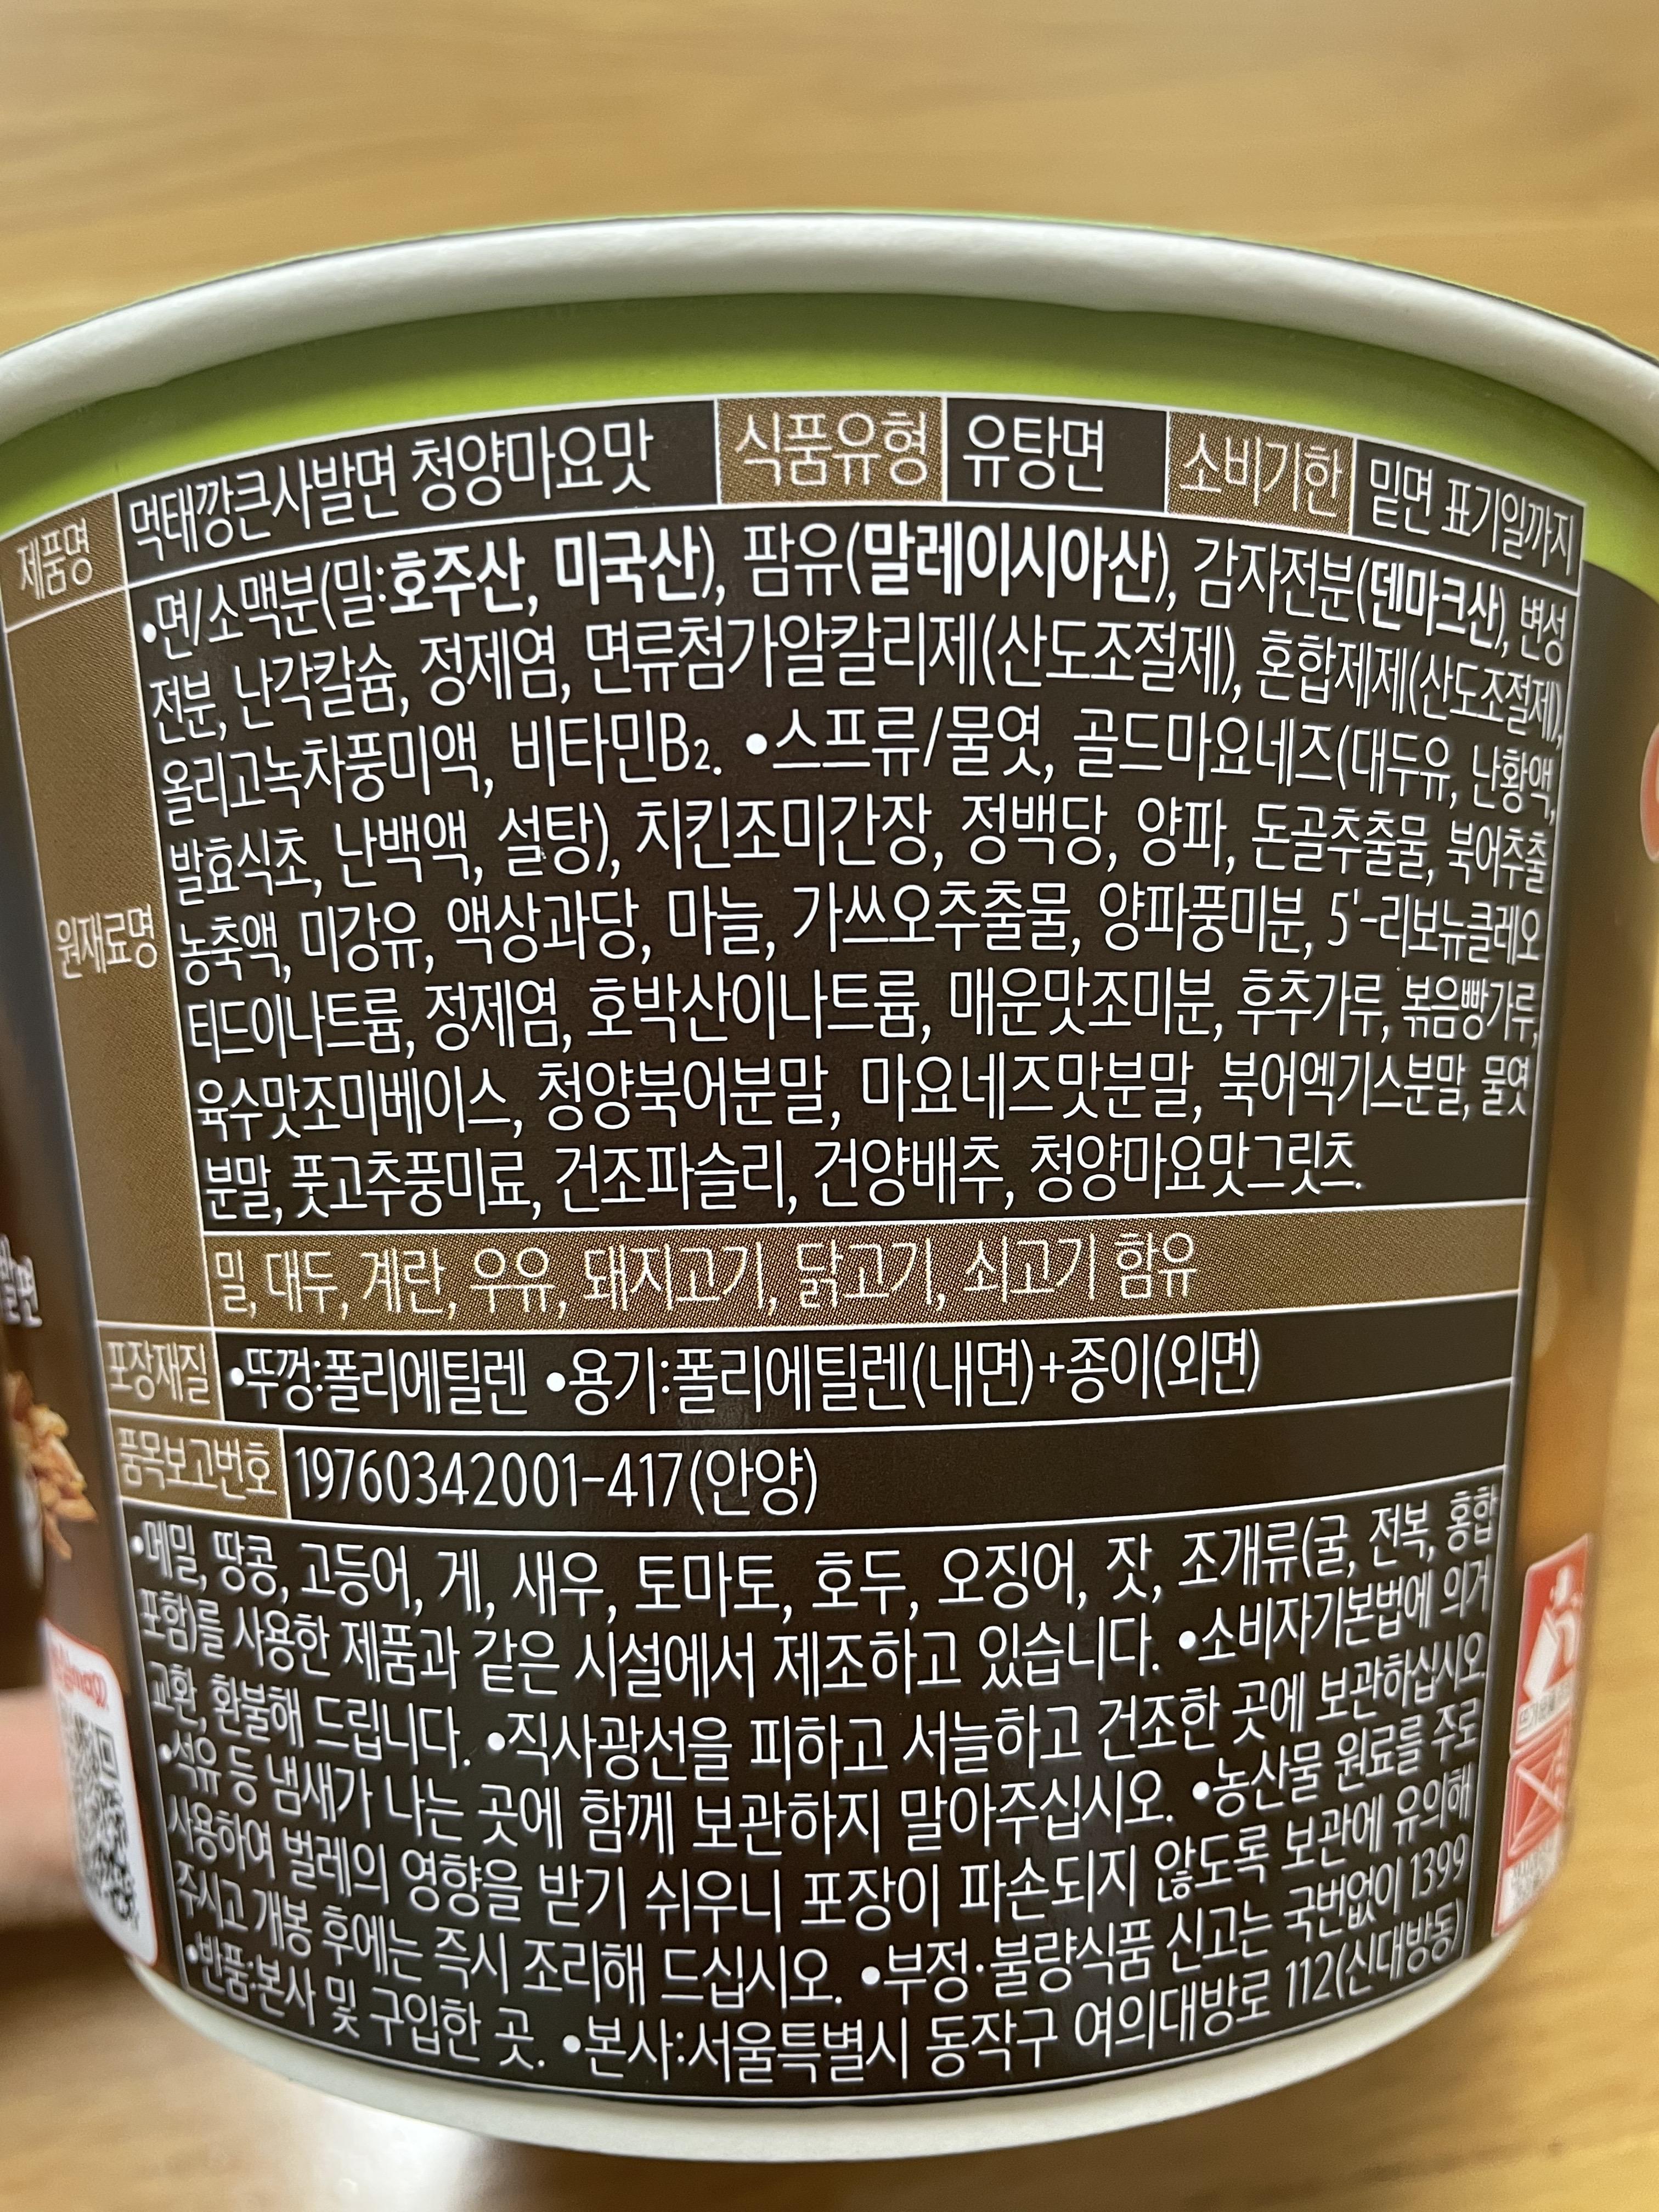 제품명 먹태깡큰사발면 청양마요맛 식품유형 유탕면 소비기한 밑면 표기일까지
원재료명
•면/소맥분(밀:호주산, 미국산), 팜유(말레이시아산), 감자전분(덴마크산), 변성
전분, 난각칼슘, 정제염, 면류첨가알칼리제(산도조절제), 혼합제제(산도조절제),
올리고녹차풍미액, 비타민B₂. •스프류/물엿, 골드마요네즈(대두유, 난황액,
발효식초, 난백액, 설탕), 치킨조미간장, 정백당, 양파, 돈골추출물, 북어추출
농축액, 미강유, 액상과당, 마늘, 가쓰오추출물, 양파풍미분, 5'-리보뉴클레오
티드이나트륨, 정제염, 호박산이나트륨, 매운맛조미분, 후추가루, 볶음빵가루,
육수맛조미베이스, 청양북어분말, 마요네즈맛분말, 북어엑기스분말, 물엿
분말, 풋고추풍미료, 건조파슬리, 건양배추, 청양마요맛그릿츠.
밀, 대두, 계란, 우유, 돼지고기, 닭고기, 쇠고기 함유
포장재질 •뚜껑:폴리에틸렌 •용기:폴리에틸렌(내면)+종이(외면)
품목보고번호 19760342001-417(안양)
•메밀, 땅콩, 고등어, 게, 새우, 토마토, 호두, 오징어, 잣, 조개류(굴, 전복, 홍합
포함)를 사용한 제품과 같은 시설에서 제조하고 있습니다. •소비자기본법에 의거
교환, 환불해 드립니다. •직사광선을 피하고 서늘하고 건조한 곳에 보관하십시오.
•석유 등 냄새가 나는 곳에 함께 보관하지 말아주십시오. •농산물 원료를 주로
사용하여 벌레의 영향을 받기 쉬우니 포장이 파손되지 않도록 보관에 유의해
주시고 개봉 후에는 즉시 조리해 드십시오. •부정·불량식품 신고는 국번없이 1399
•반품:본사 및 구입한 곳. •본사:서울특별시 동작구 여의대방로 112(신대방동)